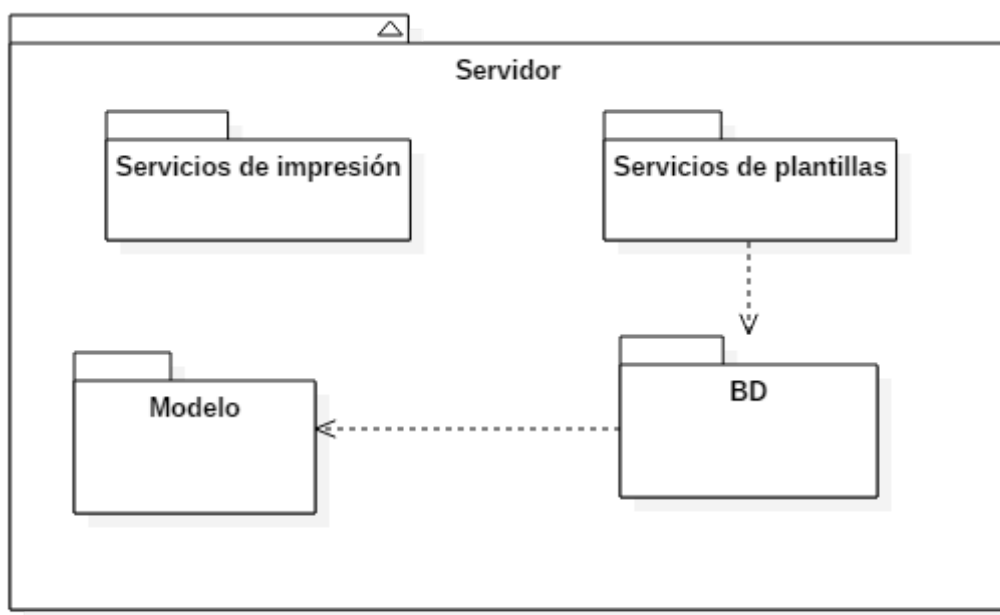 Servidor
Servicios de impresión
Servicios de plantillas
Modelo
BD